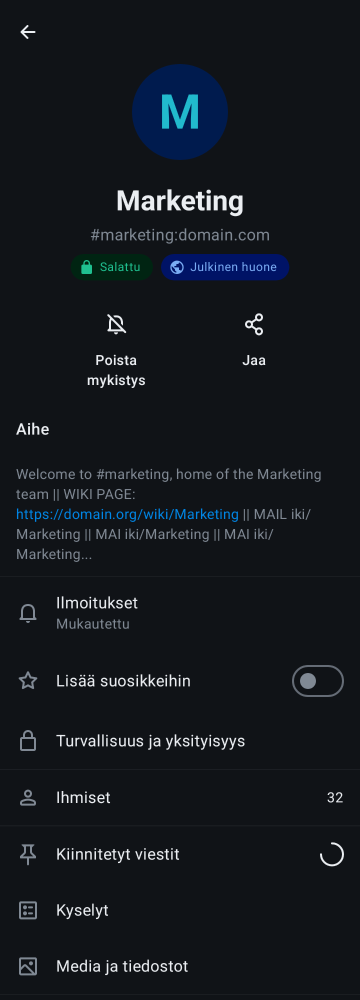 M
Marketing
#marketing:domain.com
Salattu
Julkinen huone
Poista
mykistys
Jaa
Aihe
Welcome to #marketing, home of the Marketing
team || WIKI PAGE:
https://domain.org/wiki/Marketing || MAIL iki/
Marketing || MAI iki/Marketing || MAI iki/
Marketing...
Ilmoitukset
Mukautettu
Lisää suosikkeihin
Turvallisuus ja yksityisyys
Ihmiset 32
Kiinnitetyt viestit
Kyselyt
Media ja tiedostot